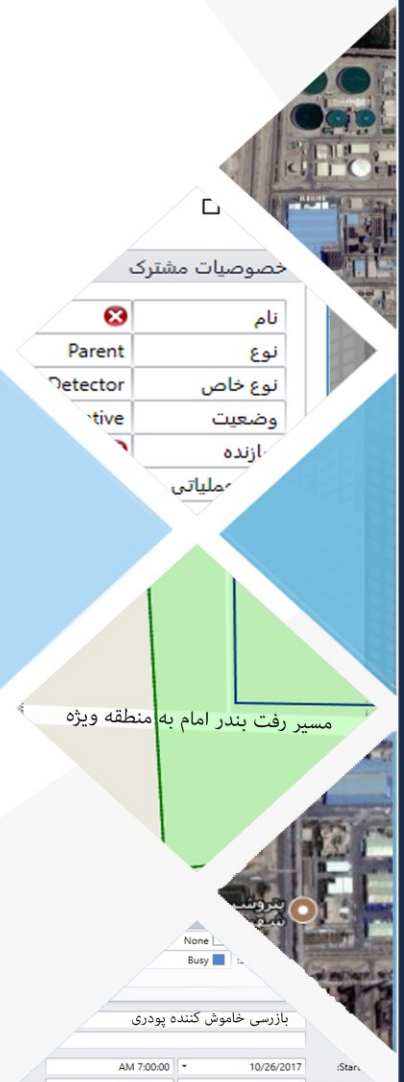 خصوصیات مشترک
نام
نوع Parent
نوع خاص Detector
وضعیت
مسیر رفت بندر امام به منطقه ویژه
None
Busy
بازرسی خاموش کننده پودری
10/26/2017 7:00:00 AM